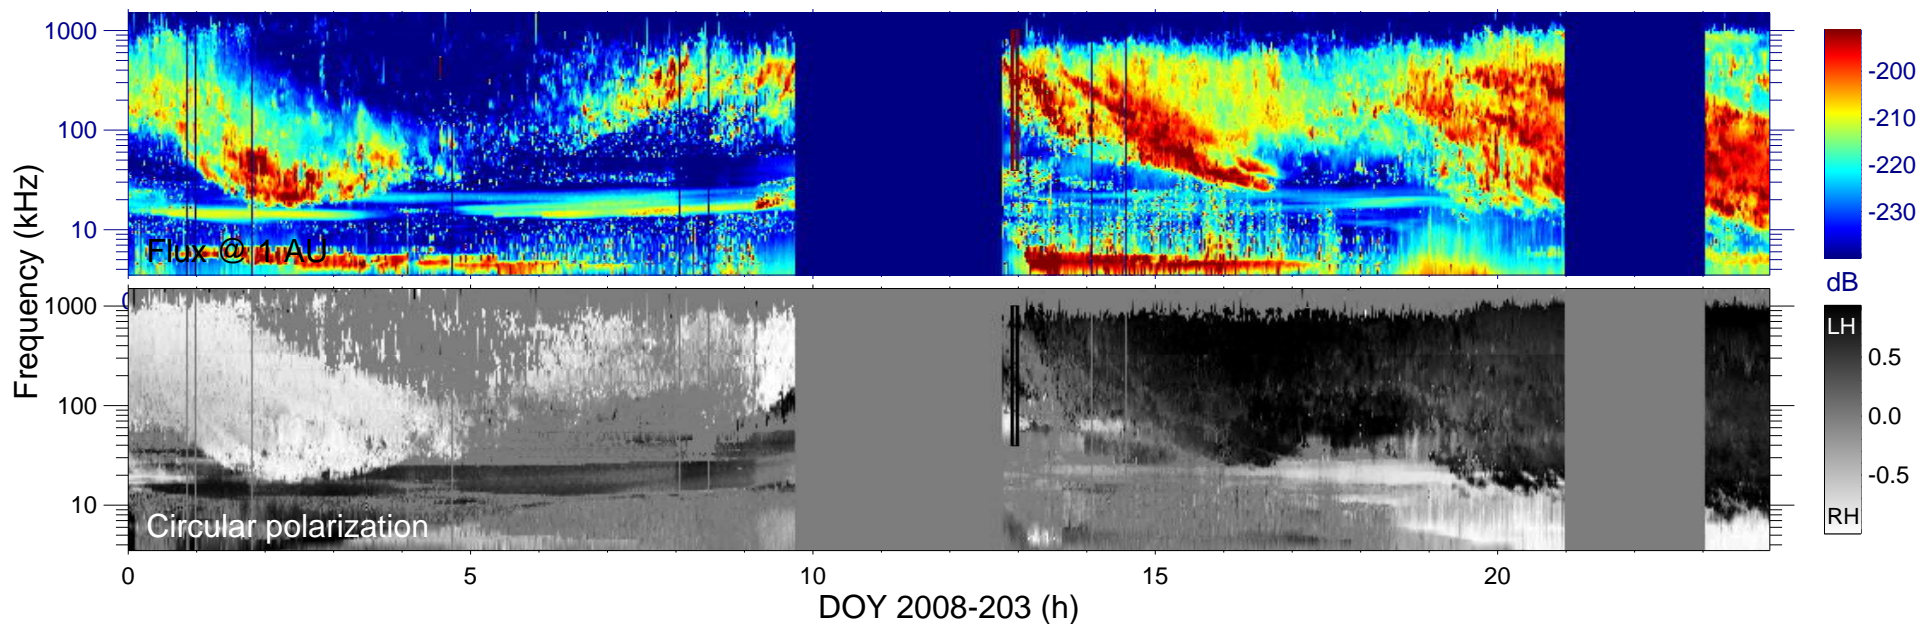 1000
100
10
Flux @ 1 AU
-200
-210
-220
-230
dB
Frequency (kHz)
1000
100
10
Circular polarization
LH
0.5
0.0
-0.5
RH
0 5 10 15 20
DOY 2008-203 (h)